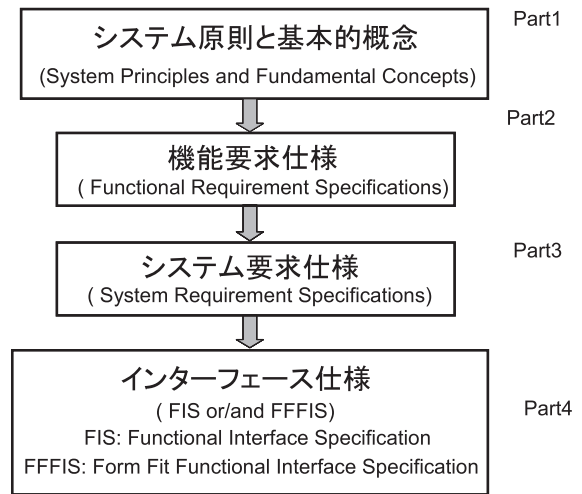 システム原則と基本的概念
(System Principles and Fundamental Concepts)
Part1
機能要求仕様
( Functional Requirement Specifications)
Part2
システム要求仕様
( System Requirement Specifications)
Part3
インターフェース仕様
( FIS or/and FFFIS)
FIS: Functional Interface Specification
FFFIS: Form Fit Functional Interface Specification
Part4